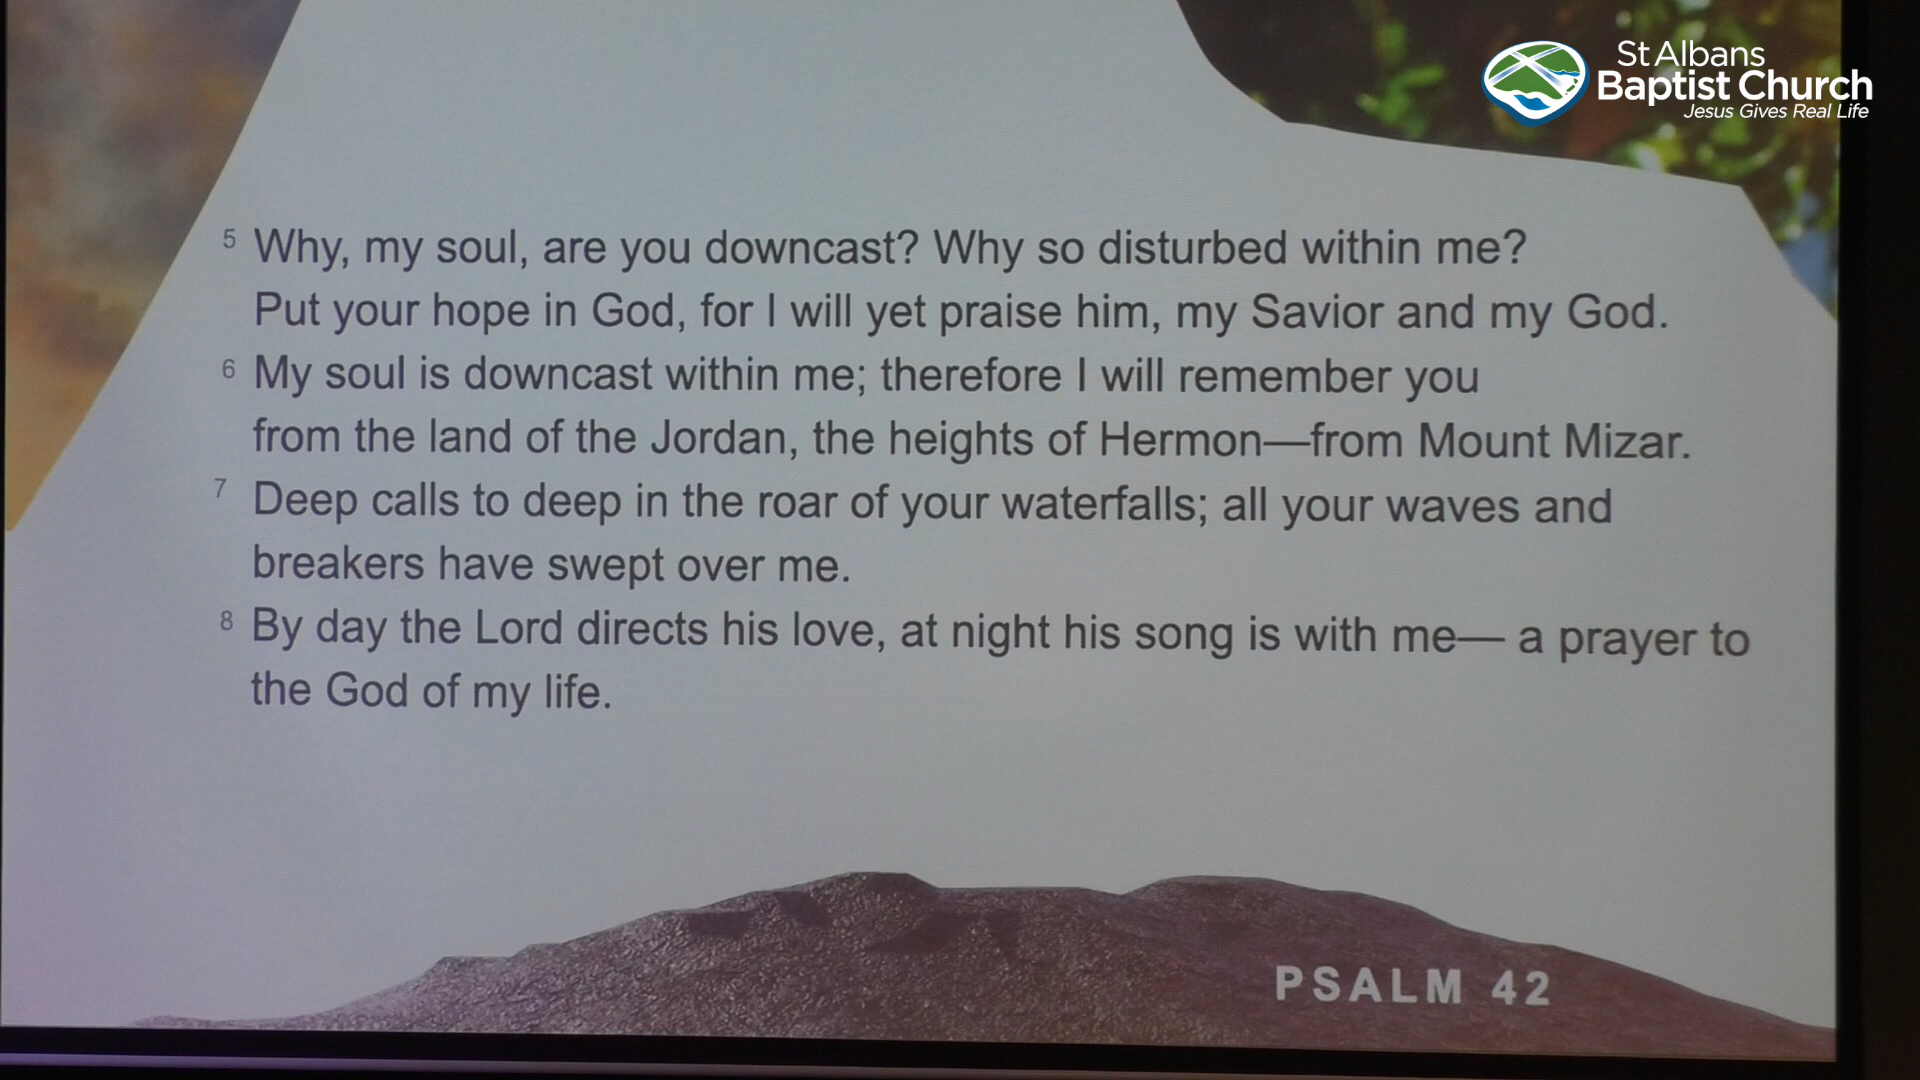 St Albans
Baptist Church
Jesus Gives Real Life
5 Why, my soul, are you downcast? Why so disturbed within me?
Put your hope in God, for I will yet praise him, my Savior and my God.
6 My soul is downcast within me; therefore I will remember you
from the land of the Jordan, the heights of Hermon—from Mount Mizar.
7 Deep calls to deep in the roar of your waterfalls; all your waves and
breakers have swept over me.
8 By day the Lord directs his love, at night his song is with me— a prayer to
the God of my life.
PSALM 42